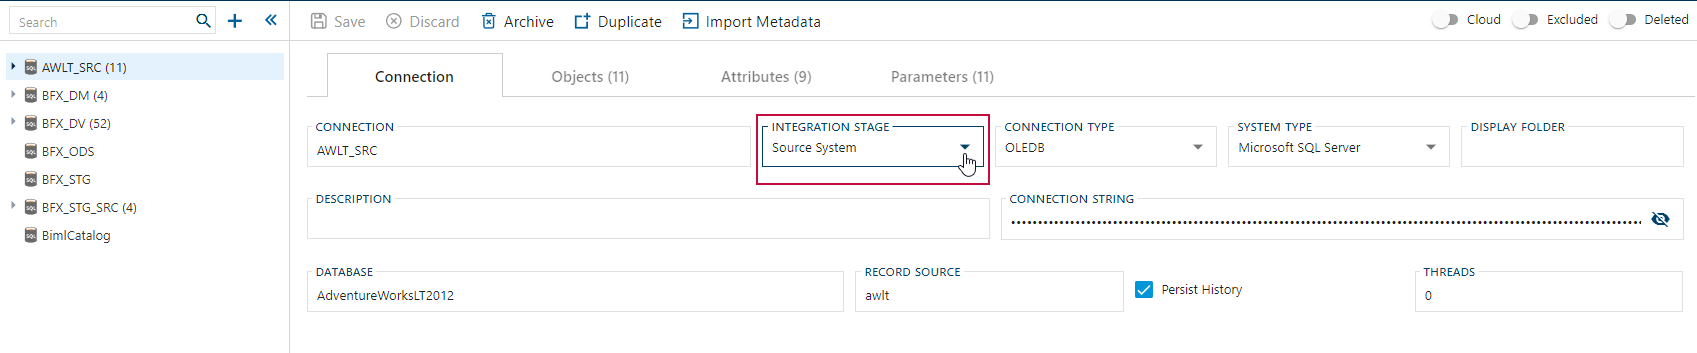 Search
Save
Discard
Archive
Duplicate
Import Metadata
Cloud
Excluded
Deleted
AWLT_SRC (11)
BFX_DM (4)
BFX_DV (52)
BFX_ODS
BFX_STG
BFX_STG_SRC (4)
BimlCatalog
Connection
Objects (11)
Attributes (9)
Parameters (11)
CONNECTION
AWLT_SRC
INTEGRATION STAGE
Source System
CONNECTION TYPE
OLEDB
SYSTEM TYPE
Microsoft SQL Server
DISPLAY FOLDER
DESCRIPTION
CONNECTION STRING
DATABASE
AdventureWorksLT2012
RECORD SOURCE
awlt
Persist History
THREADS
0